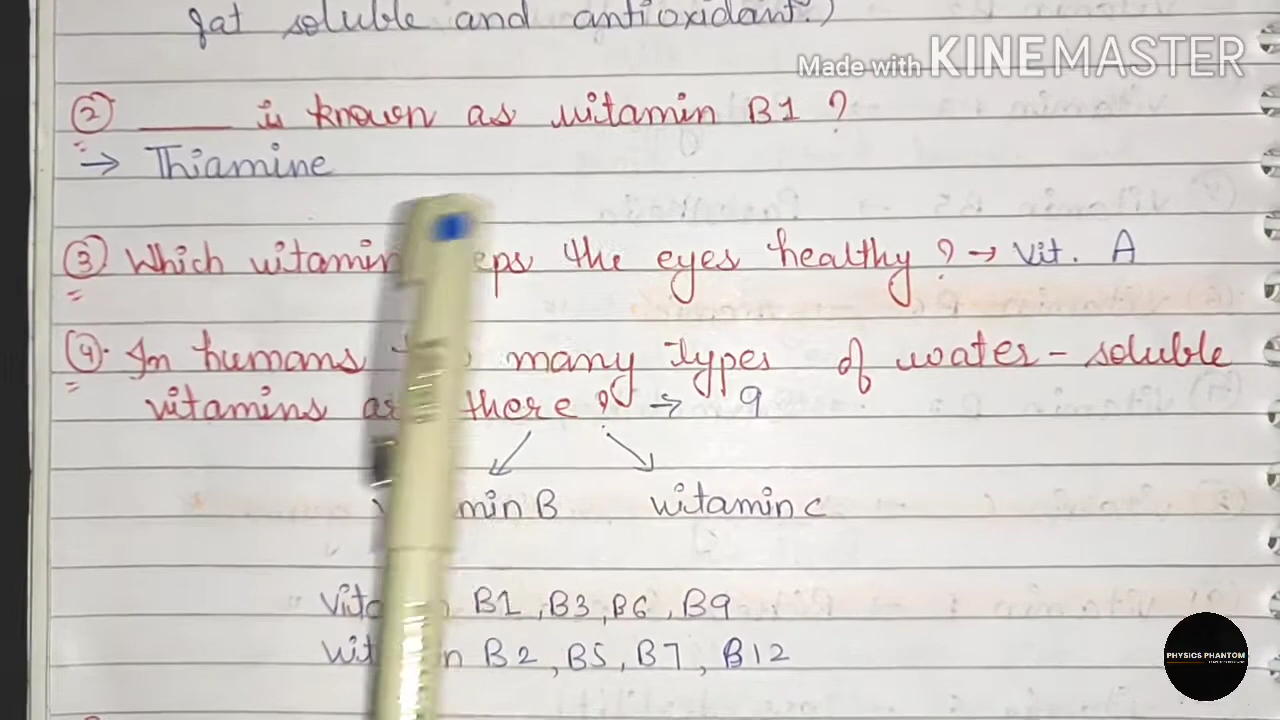 fat soluble and antioxidant.)
Made with KINEMASTER
② ____ is known as vitamin B1 ?
→ Thiamine
③ Which vitamin eps the eyes healthy ? → Vit. A
④. In humans many types of water-soluble
vitamins there ? → 9
min B vitamin C
B1, B3, B6, B9
B2, B5, B7, B12
PHYSICS PHANTOM